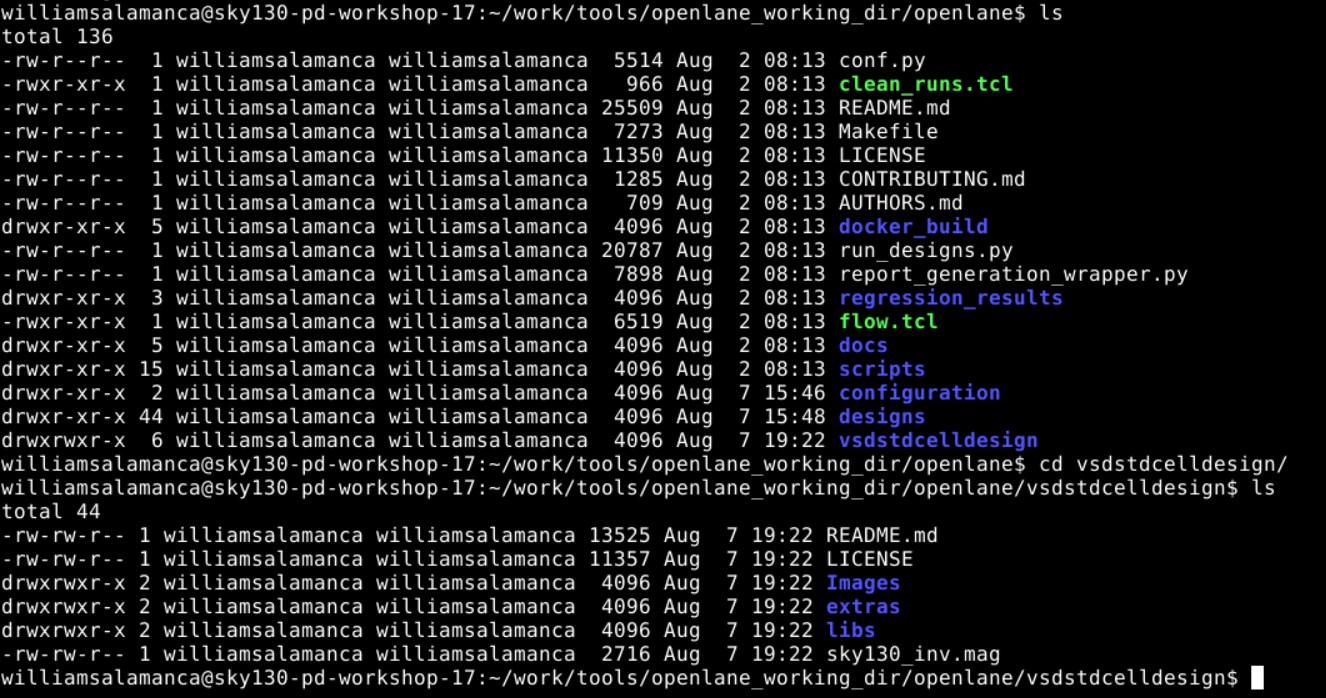 williamsalamanca@sky130-pd-workshop-17:~/work/tools/openlane_working_dir/openlane$ ls
total 136
-rw-r--r--  1 williamsalamanca williamsalamanca  5514 Aug  2 08:13 conf.py
-rwxr-xr-x  1 williamsalamanca williamsalamanca   966 Aug  2 08:13 clean_runs.tcl
-rw-r--r--  1 williamsalamanca williamsalamanca 25509 Aug  2 08:13 README.md
-rw-r--r--  1 williamsalamanca williamsalamanca  7273 Aug  2 08:13 Makefile
-rw-r--r--  1 williamsalamanca williamsalamanca 11350 Aug  2 08:13 LICENSE
-rw-r--r--  1 williamsalamanca williamsalamanca  1285 Aug  2 08:13 CONTRIBUTING.md
-rw-r--r--  1 williamsalamanca williamsalamanca   709 Aug  2 08:13 AUTHORS.md
drwxr-xr-x  5 williamsalamanca williamsalamanca  4096 Aug  2 08:13 docker_build
-rw-r--r--  1 williamsalamanca williamsalamanca 20787 Aug  2 08:13 run_designs.py
-rw-r--r--  1 williamsalamanca williamsalamanca  7898 Aug  2 08:13 report_generation_wrapper.py
drwxr-xr-x  3 williamsalamanca williamsalamanca  4096 Aug  2 08:13 regression_results
-rwxr-xr-x  1 williamsalamanca williamsalamanca  6519 Aug  2 08:13 flow.tcl
drwxr-xr-x  5 williamsalamanca williamsalamanca  4096 Aug  2 08:13 docs
drwxr-xr-x 15 williamsalamanca williamsalamanca  4096 Aug  2 08:13 scripts
drwxr-xr-x  2 williamsalamanca williamsalamanca  4096 Aug  7 15:46 configuration
drwxr-xr-x 44 williamsalamanca williamsalamanca  4096 Aug  7 15:48 designs
drwxrwxr-x  6 williamsalamanca williamsalamanca  4096 Aug  7 19:22 vsdstdcelldesign
williamsalamanca@sky130-pd-workshop-17:~/work/tools/openlane_working_dir/openlane$ cd vsdstdcelldesign/
williamsalamanca@sky130-pd-workshop-17:~/work/tools/openlane_working_dir/openlane/vsdstdcelldesign$ ls
total 44
-rw-rw-r-- 1 williamsalamanca williamsalamanca 13525 Aug  7 19:22 README.md
-rw-rw-r-- 1 williamsalamanca williamsalamanca 11357 Aug  7 19:22 LICENSE
drwxrwxr-x 2 williamsalamanca williamsalamanca  4096 Aug  7 19:22 Images
drwxrwxr-x 2 williamsalamanca williamsalamanca  4096 Aug  7 19:22 extras
drwxrwxr-x 2 williamsalamanca williamsalamanca  4096 Aug  7 19:22 libs
-rw-rw-r-- 1 williamsalamanca williamsalamanca  2716 Aug  7 19:22 sky130_inv.mag
williamsalamanca@sky130-pd-workshop-17:~/work/tools/openlane_working_dir/openlane/vsdstdcelldesign$